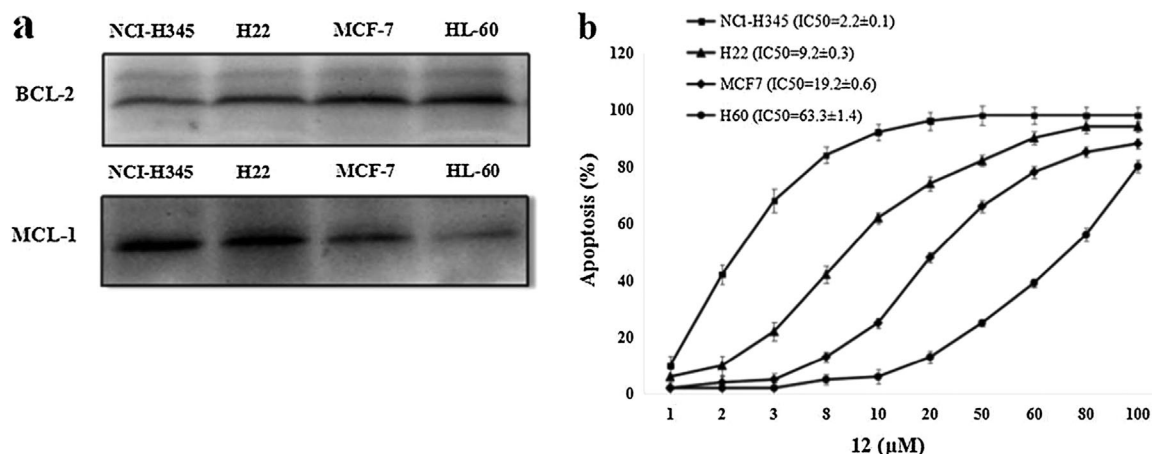 a
NCI-H345 H22 MCF-7 HL-60
BCL-2
NCI-H345 H22 MCF-7 HL-60
MCL-1
b
NCI-H345 (IC50=2.2±0.1)
H22 (IC50=9.2±0.3)
MCF7 (IC50=19.2±0.6)
H60 (IC50=63.3±1.4)
Apoptosis (%)
120
100
80
60
40
20
0
1 2 3 8 10 20 50 60 80 100
12 (µM)